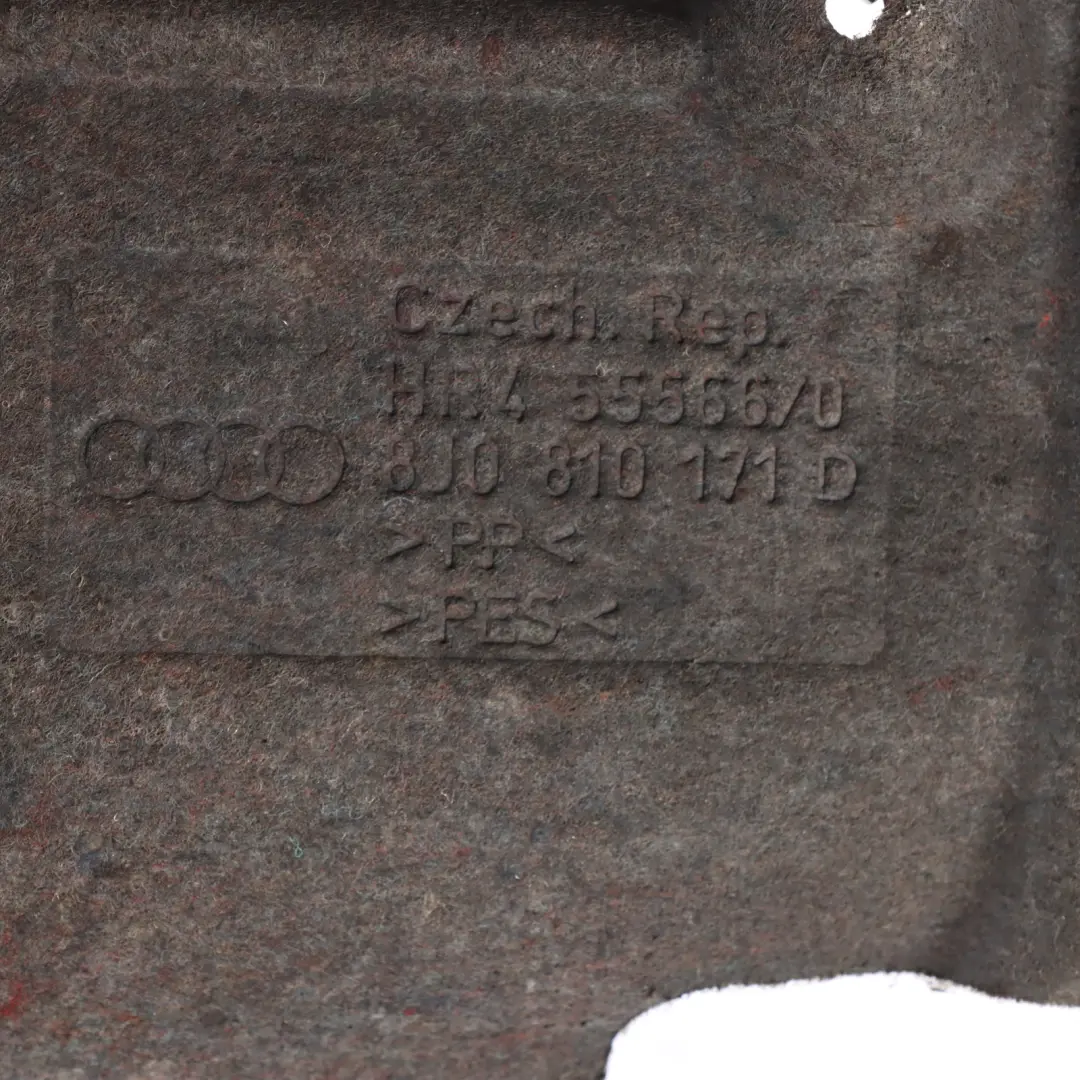 Czech. Rep.
HR4 55566/0
8J0 810 171 D
>PP<
>PES<